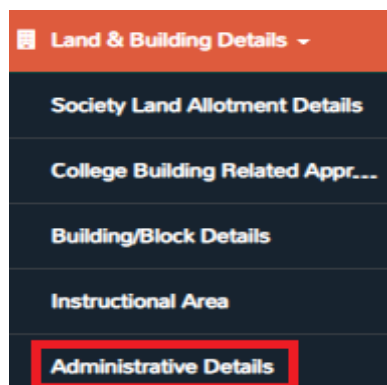 Land & Building Details
Society Land Allotment Details
College Building Related Appr....
Building/Block Details
Instructional Area
Administrative Details